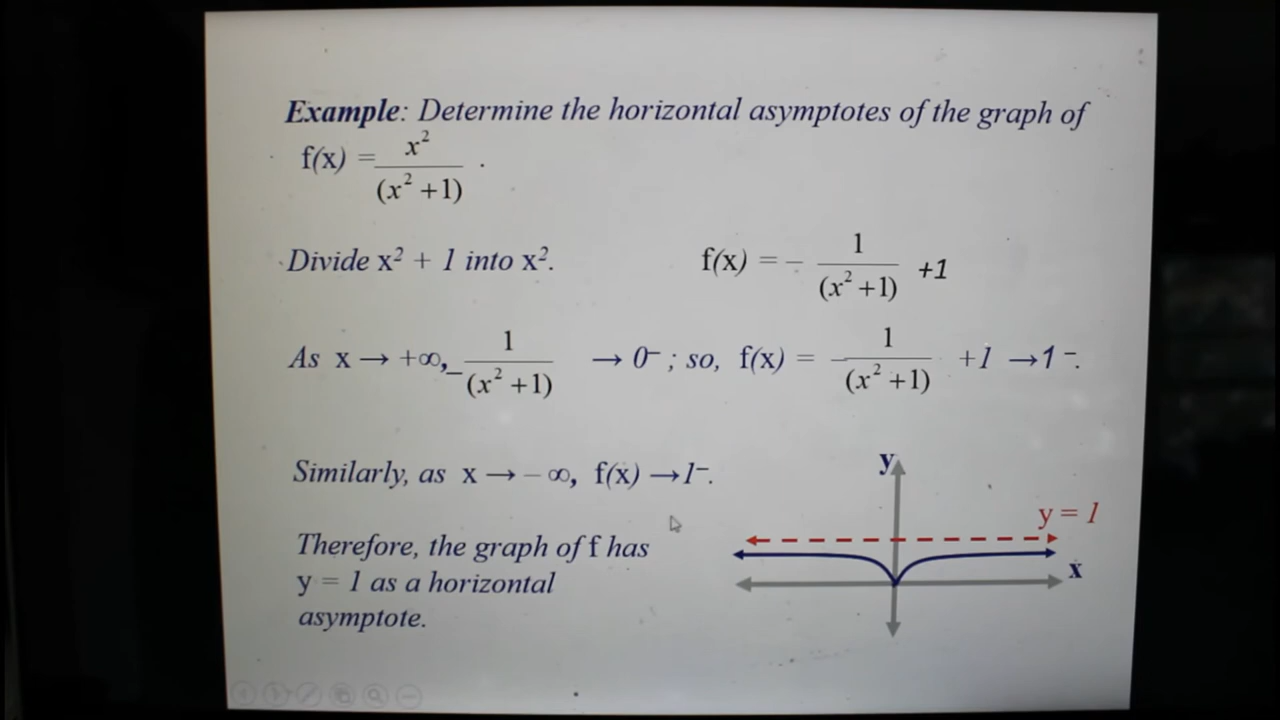 Example: Determine the horizontal asymptotes of the graph of
f(x) = x² / (x² +1) .
Divide x² + 1 into x². f(x) = – 1 / (x² +1) +1
As x → +∞, – 1 / (x² +1) → 0⁻ ; so, f(x) = – 1 / (x² +1) +1 → 1⁻.
Similarly, as x → – ∞, f(x) → 1⁻.
Therefore, the graph of f has
y = 1 as a horizontal
asymptote.
y
y = 1
x